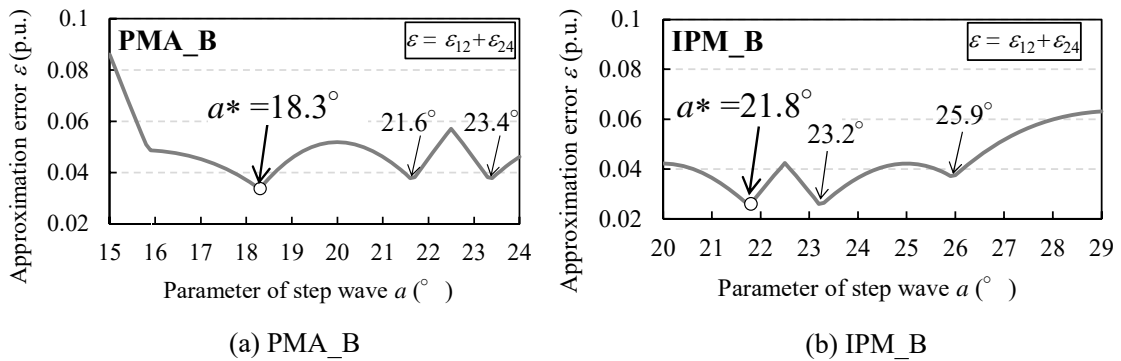 Approximation error ε (p.u.)
0.1
0.08
0.06
0.04
0.02
PMA_B
ε = ε12+ε24
a* =18.3°
21.6°
23.4°
15 16 17 18 19 20 21 22 23 24
Parameter of step wave a (°)
(a) PMA_B
Approximation error ε (p.u.)
0.1
0.08
0.06
0.04
0.02
IPM_B
ε = ε12+ε24
a* =21.8°
23.2°
25.9°
20 21 22 23 24 25 26 27 28 29
Parameter of step wave a (°)
(b) IPM_B